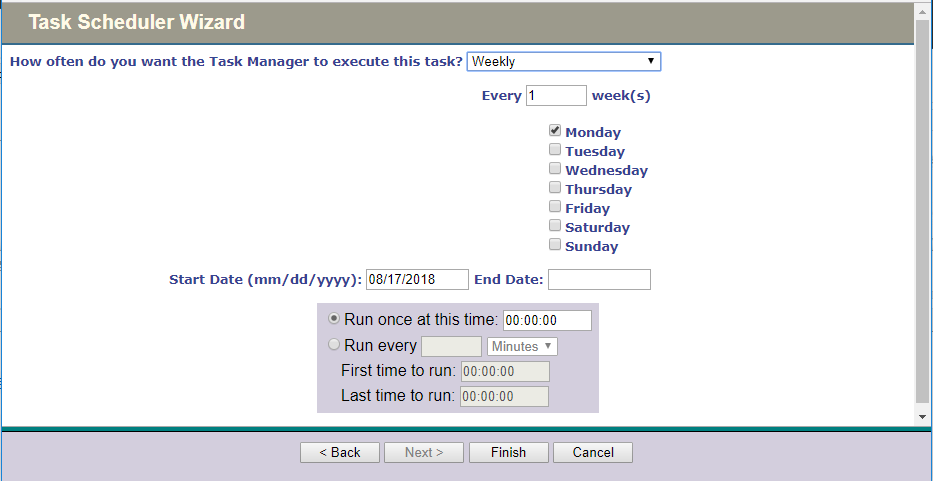 Task Scheduler Wizard
How often do you want the Task Manager to execute this task? Weekly
Every 1 week(s)
Monday
Tuesday
Wednesday
Thursday
Friday
Saturday
Sunday
Start Date (mm/dd/yyyy): 08/17/2018 End Date:
Run once at this time: 00:00:00
Run every Minutes
First time to run: 00:00:00
Last time to run: 00:00:00
< Back Next > Finish Cancel